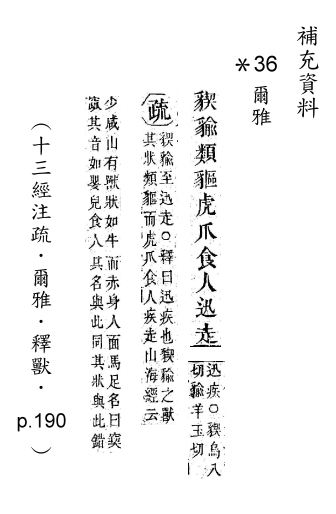 補充資料
*36
爾雅
猰貐類貙虎爪食人迅走
迅疾○猰烏八
切貐羊主切
疏
猰貐至迅走○釋曰迅疾也猰貐之獸
其狀類貙而虎爪食人疾走山海經云
少咸山有獸狀如牛而赤身人面馬足名曰窫
窳其音如嬰兒食人其名與此同其狀與此錯
(十三經注疏・爾雅・釋獸・
p.190
)